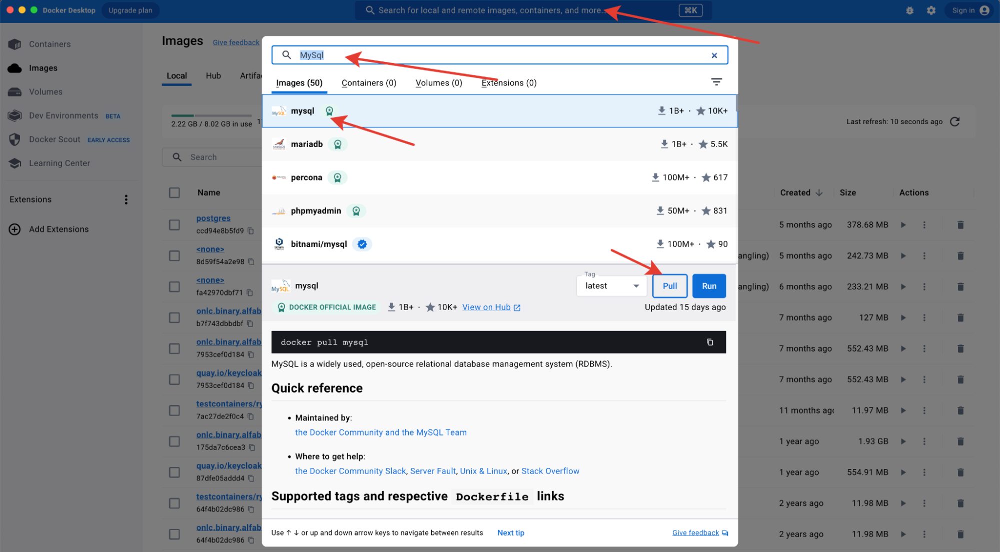 Docker Desktop Upgrade plan Search for local and remote images, containers, and more... ⌘K Sign in
Containers
Images
Volumes
Dev Environments BETA
Docker Scout EARLY ACCESS
Learning Center
Extensions
Add Extensions
Images Give feedback
Local Hub Artifac
2.22 GB / 8.02 GB in use
Last refresh: 10 seconds ago
Search
Name Created Size Actions
postgres
ccd94e8b5fd9
5 months ago 378.68 MB
<none>
8d59f54a2e98
angling) 5 months ago 242.73 MB
<none>
fa42970dbf71
angling) 6 months ago 233.21 MB
onlc.binary.alfab
b7f743dbbdbf
7 months ago 127 MB
onlc.binary.alfab
7953cef0d184
7 months ago 552.43 MB
quay.io/keycloak
7953cef0d184
7 months ago 552.43 MB
testcontainers/ry
7ac27de2f0c4
11 months ago 11.97 MB
onlc.binary.alfab
175da7c6cea3
1 year ago 1.93 GB
quay.io/keycloak
87dfe05addd4
1 year ago 554.91 MB
testcontainers/ry
64f4b02dc986
2 years ago 11.98 MB
onlc.binary.alfab
64f4b02dc986
2 years ago 11.98 MB
MySql
Images (50) Containers (0) Volumes (0) Extensions (0)
MySQL mysql 1B+ · 10K+
mariadb 1B+ · 5.5K
percona 100M+ · 617
phpmyadmin 50M+ · 831
bitnami/mysql 100M+ · 90
MySQL mysql
Tag
latest Pull Run
DOCKER OFFICIAL IMAGE 1B+ · 10K+ View on Hub Updated 15 days ago
docker pull mysql
MySQL is a widely used, open-source relational database management system (RDBMS).
Quick reference
• Maintained by:
the Docker Community and the MySQL Team
• Where to get help:
the Docker Community Slack, Server Fault, Unix & Linux, or Stack Overflow
Supported tags and respective Dockerfile links
Use ↑ ↓ or up and down arrow keys to navigate between results Next tip Give feedback